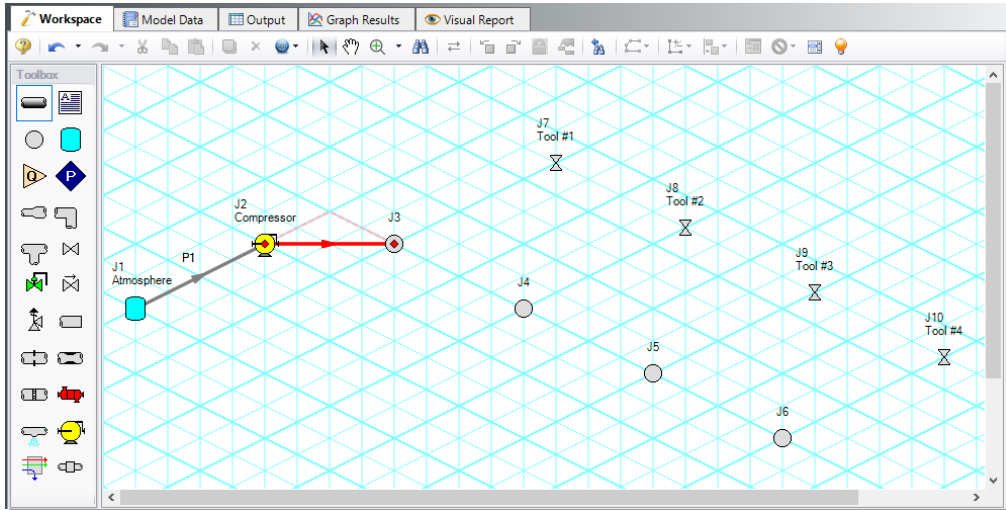 Workspace Model Data Output Graph Results Visual Report
Toolbox
A
Q
P
J7
Tool #1
J8
Tool #2
J2
Compressor
J3
P1
J9
Tool #3
J1
Atmosphere
J4
J10
Tool #4
J5
J6